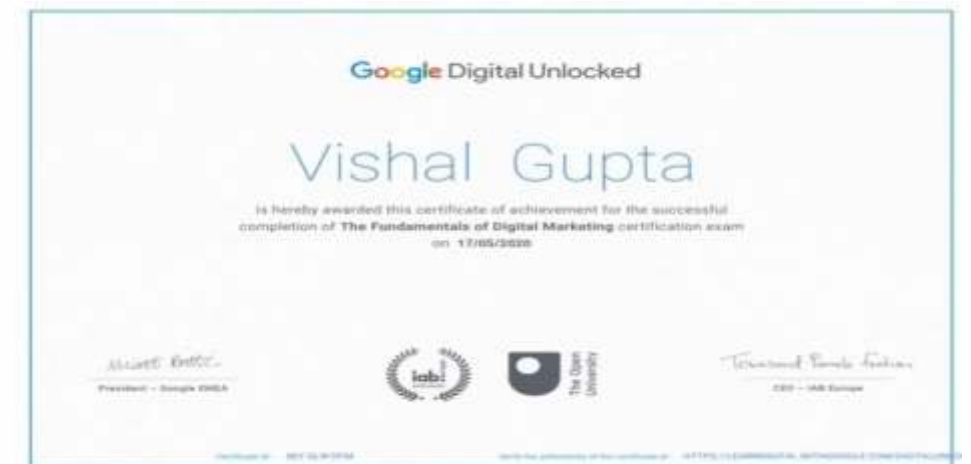 Google Digital Unlocked
Vishal Gupta
is hereby awarded this certificate of achievement for the successful
completion of The Fundamentals of Digital Marketing certification exam
on 17/05/2020
iab
The Open
University
President – Google EMEA
CEO – IAB Europe